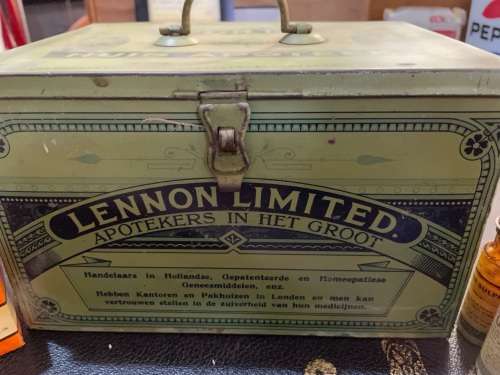 PEP
LENNON LIMITED.
APOTEKERS IN HET GROOT
Handelaars in Hollandse, Gepatenteerde en Homeopatiese
Geneesmiddelen, enz.
Hebben Kantoren en Pakhuizen in Londen en men kan
vertrouwen stellen in de zuiverheid van hun medicijnen.